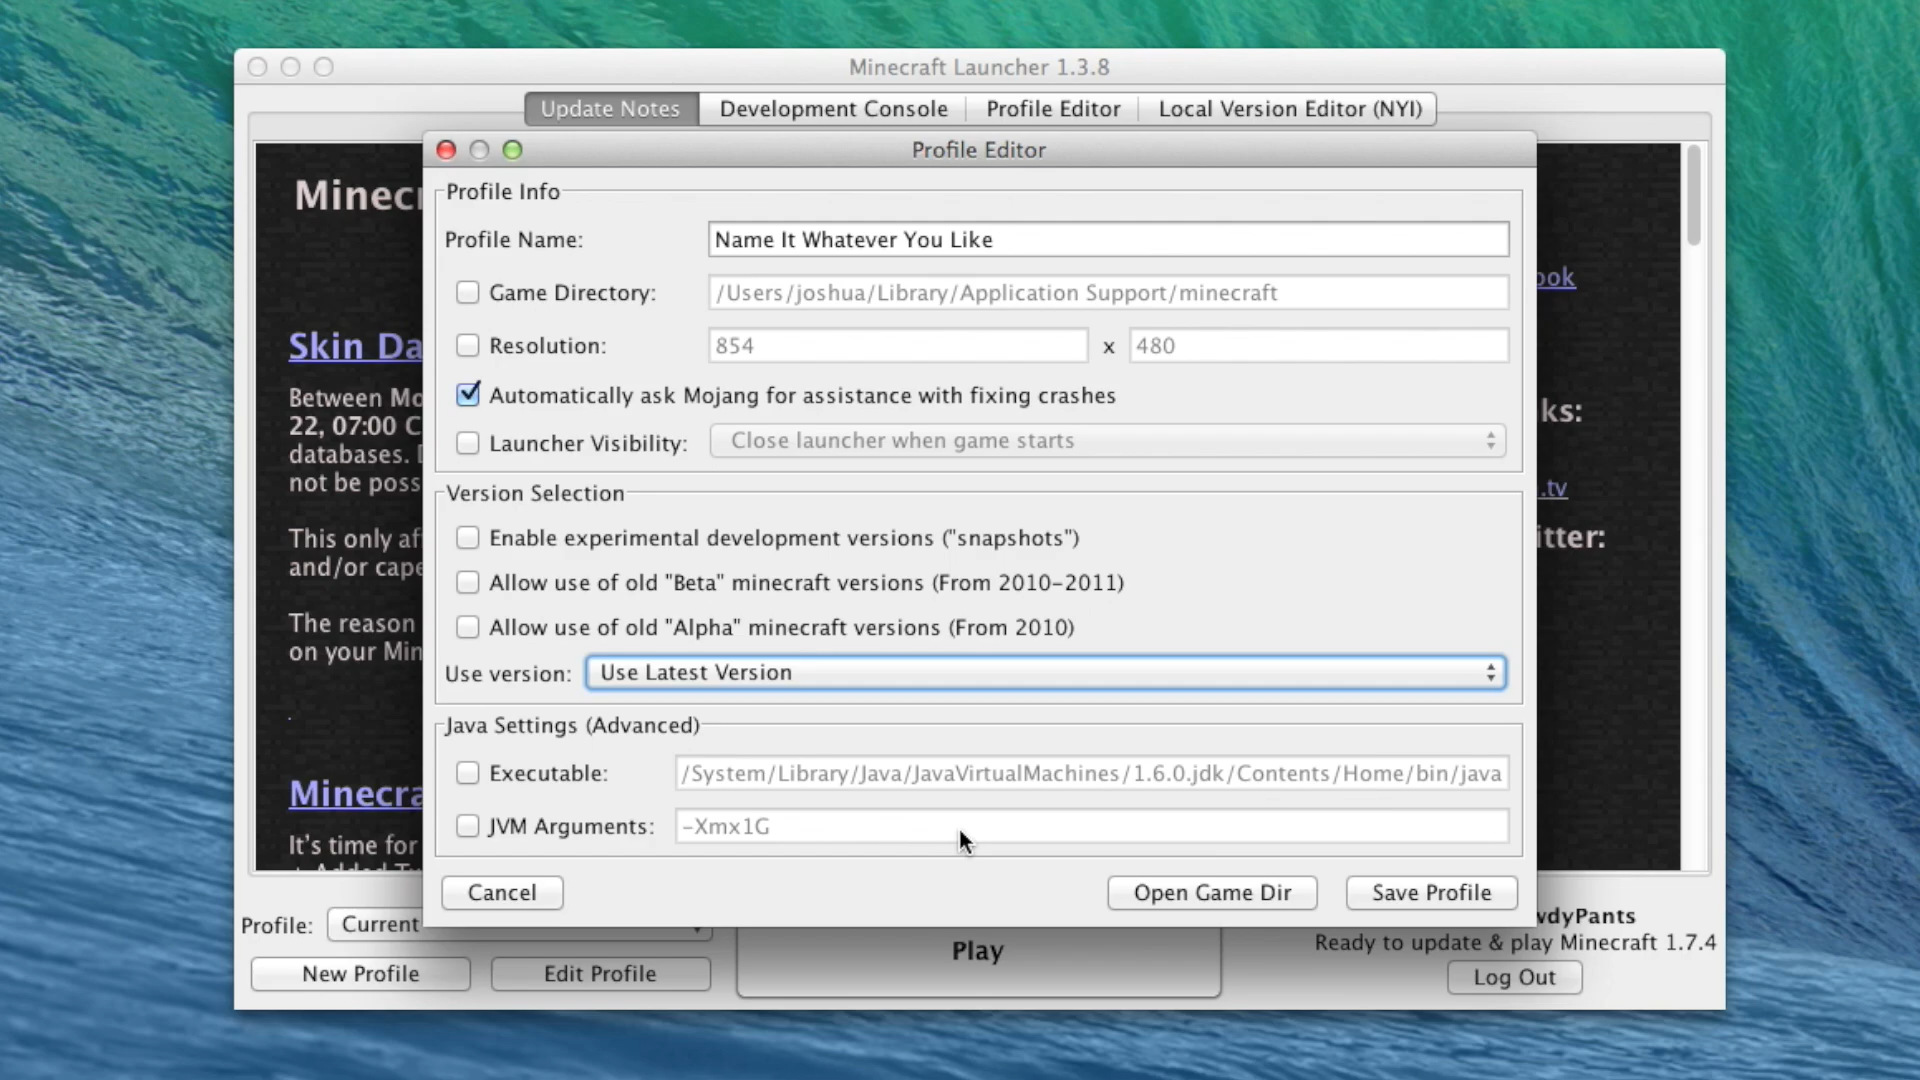 Minecraft Launcher 1.3.8
Update Notes Development Console Profile Editor Local Version Editor (NYI)
Profile Editor
Profile Info
Profile Name: Name It Whatever You Like
Game Directory: /Users/joshua/Library/Application Support/minecraft
Resolution: 854 x 480
Automatically ask Mojang for assistance with fixing crashes
Launcher Visibility: Close launcher when game starts
Version Selection
Enable experimental development versions ("snapshots")
Allow use of old "Beta" minecraft versions (From 2010-2011)
Allow use of old "Alpha" minecraft versions (From 2010)
Use version: Use Latest Version
Java Settings (Advanced)
Executable: /System/Library/Java/JavaVirtualMachines/1.6.0.jdk/Contents/Home/bin/java
JVM Arguments: -Xmx1G
Cancel Open Game Dir Save Profile
Minecr
Skin Da
Between Mo
22, 07:00 C
databases.
not be poss
This only af
and/or cape
The reason
on your Min
.
Minecra
It's time for
ook
ks:
.tv
itter:
Profile: Current
New Profile Edit Profile
Play
wdyPants
Ready to update & play Minecraft 1.7.4
Log Out